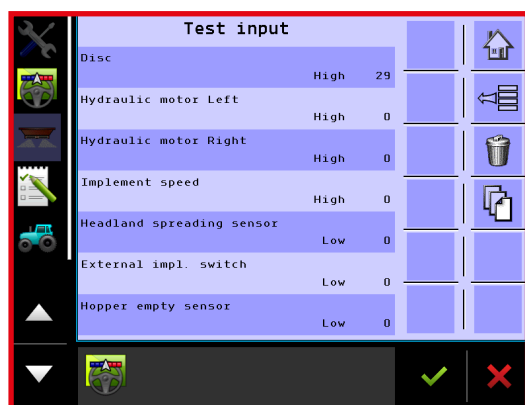 Test input
Disc
High 29
Hydraulic motor Left
High 0
Hydraulic motor Right
High 0
Implement speed
High 0
Headland spreading sensor
Low 0
External impl. switch
Low 0
Hopper empty sensor
Low 0